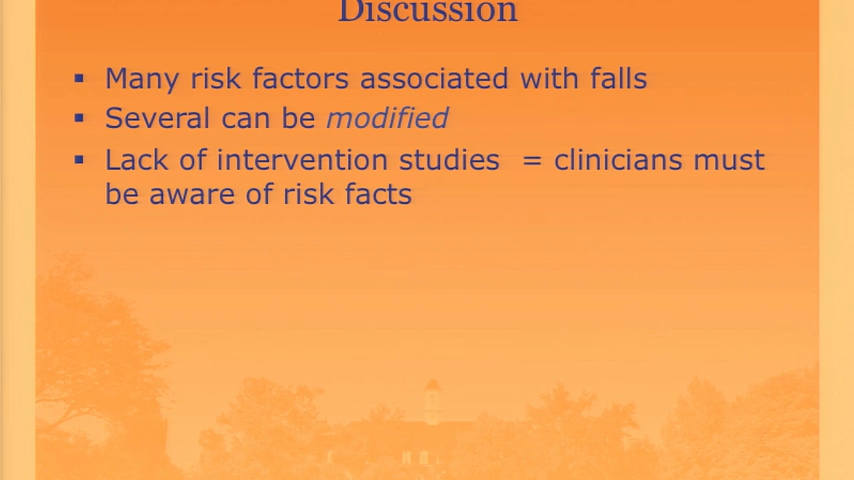 Discussion
▪ Many risk factors associated with falls
▪ Several can be modified
▪ Lack of intervention studies = clinicians must
be aware of risk facts